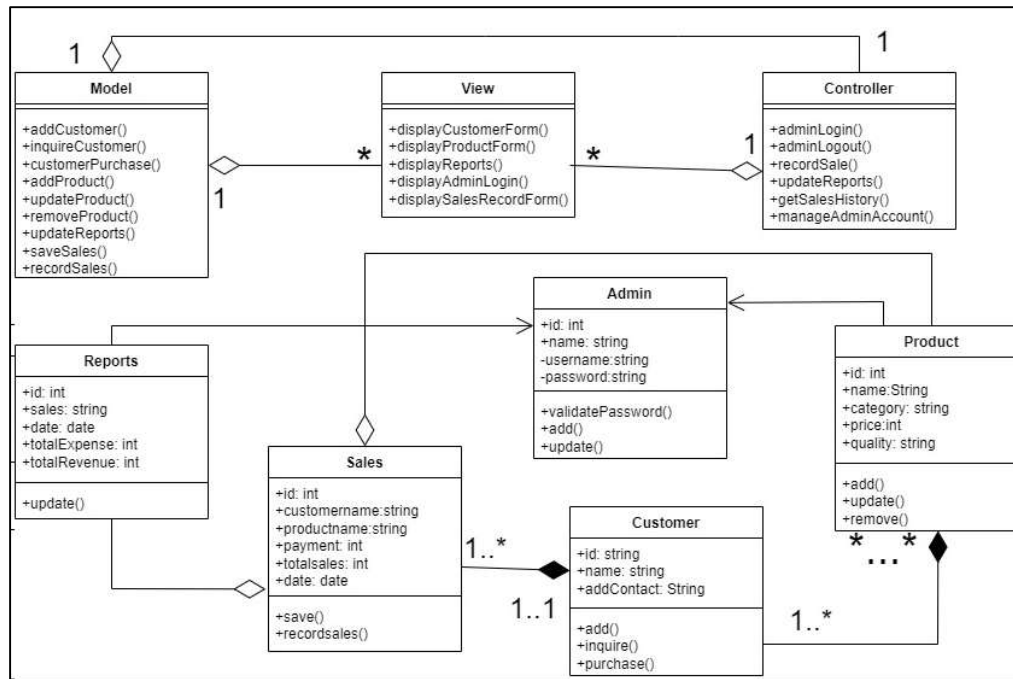 1
1
Model
+addCustomer()
+inquireCustomer()
+customerPurchase()
+addProduct()
+updateProduct()
+removeProduct()
+updateReports()
+saveSales()
+recordSales()
1
*
View
+displayCustomerForm()
+displayProductForm()
+displayReports()
+displayAdminLogin()
+displaySalesRecordForm()
*
1
Controller
+adminLogin()
+adminLogout()
+recordSale()
+updateReports()
+getSalesHistory()
+manageAdminAccount()
Admin
+id: int
+name: string
-username:string
-password:string
+validatePassword()
+add()
+update()
Product
+id: int
+name:String
+category: string
+price:int
+quality: string
+add()
+update()
+remove()
Reports
+id: int
+sales: string
+date: date
+totalExpense: int
+totalRevenue: int
+update()
Sales
+id: int
+customername:string
+productname:string
+payment: int
+totalsales: int
+date: date
+save()
+recordsales()
1..*
1..1
Customer
+id: string
+name: string
+addContact: String
+add()
+inquire()
+purchase()
*...*
1..*